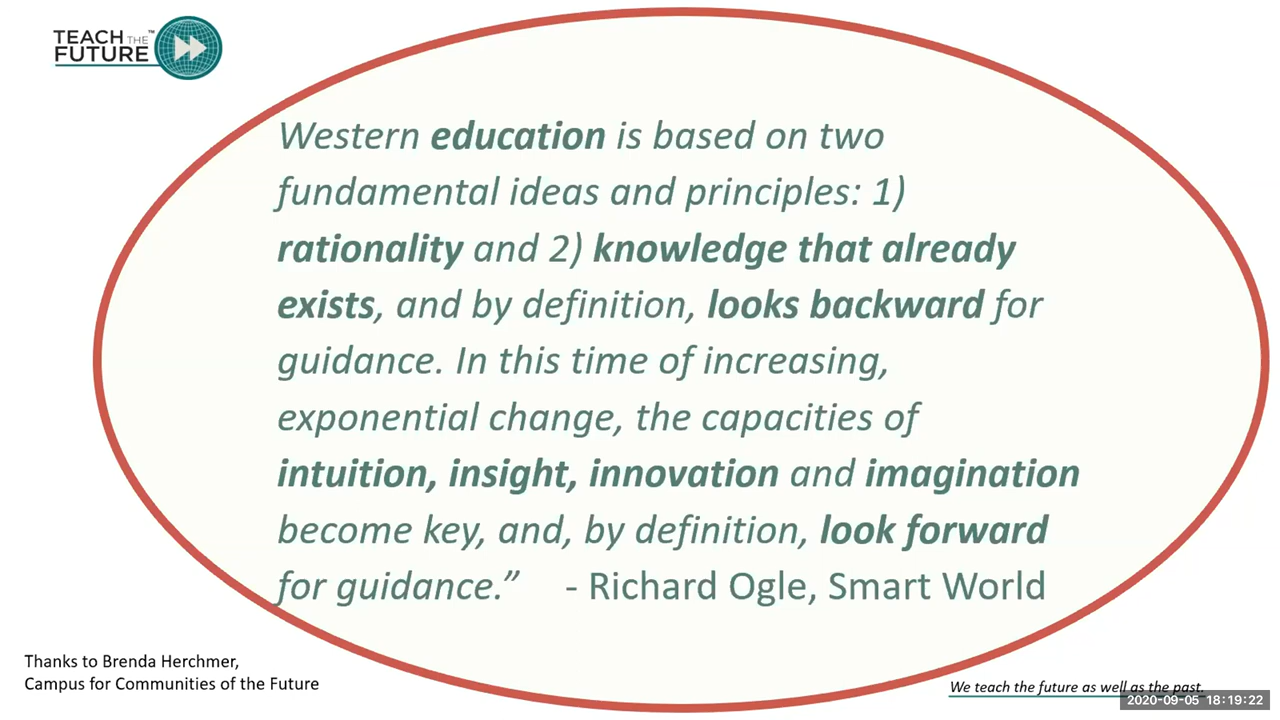 TEACH THE FUTURE™
Western education is based on two
fundamental ideas and principles: 1)
rationality and 2) knowledge that already
exists, and by definition, looks backward for
guidance. In this time of increasing,
exponential change, the capacities of
intuition, insight, innovation and imagination
become key, and, by definition, look forward
for guidance.” - Richard Ogle, Smart World
Thanks to Brenda Herchmer,
Campus for Communities of the Future
We teach the future as well as the past.
2020-09-05 18:19:22